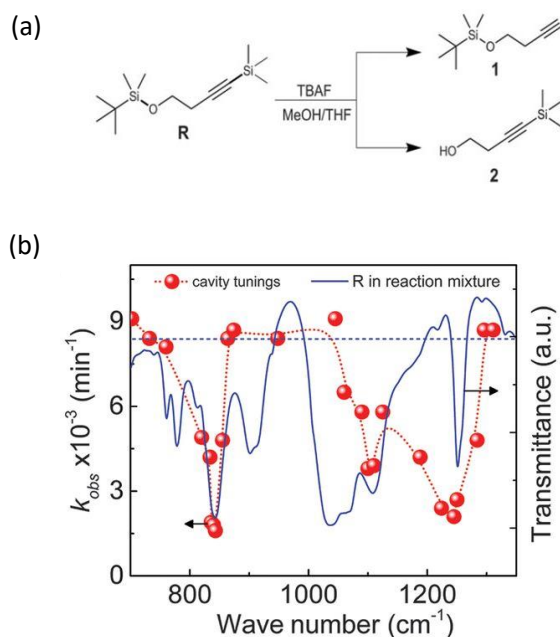 (a)
Si
O
Si
R
TBAF
MeOH/THF
Si
O
1
Si
HO
2
(b)
cavity tunings
R in reaction mixture
k_obs x10⁻³ (min⁻¹)
9
6
3
0
Transmittance (a.u.)
800 1000 1200
Wave number (cm⁻¹)